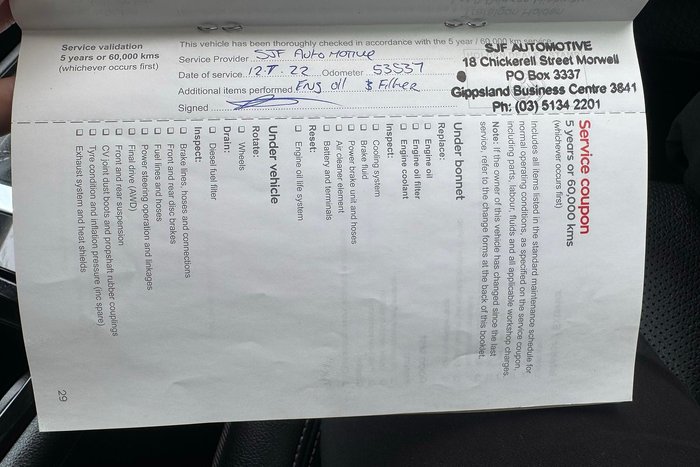 Service validation
5 years or 60,000 kms
(whichever occurs first)
This vehicle has been thoroughly checked in accordance with the 5 year / 60,000 km service.
Service Provider SJF Automotive
Date of service 12.7.22 Odometer 53537
Additional items performed Eng oil $ Filter
Signed
SJF AUTOMOTIVE
18 Chickerell Street Morwell
PO Box 3337
Gippsland Business Centre 3841
Ph: (03) 5134 2201
Service coupon
5 years or 60,000 kms
(whichever occurs first)
Includes all items listed in the standard maintenance schedule for
normal operating conditions, as specified on the service coupon,
including parts, labour, fluids and all applicable workshop charges.
Note: If the owner of this vehicle has changed since the last
service, refer to the change forms at the back of this booklet.
Under bonnet
Replace:
Engine oil
Engine oil filter
Engine coolant
Inspect:
Cooling system
Brake fluid
Power brake unit and hoses
Air cleaner element
Battery and terminals
Reset:
Engine oil life system
Under vehicle
Rotate:
Wheels
Drain:
Diesel fuel filter
Inspect:
Brake lines, hoses and connections
Front and rear disc brakes
Fuel lines and hoses
Power steering operation and linkages
Final drive (AWD)
Front and rear suspension
CV joint dust boots and propshaft rubber couplings
Tyre condition and inflation pressure (inc spare)
Exhaust system and heat shields
29